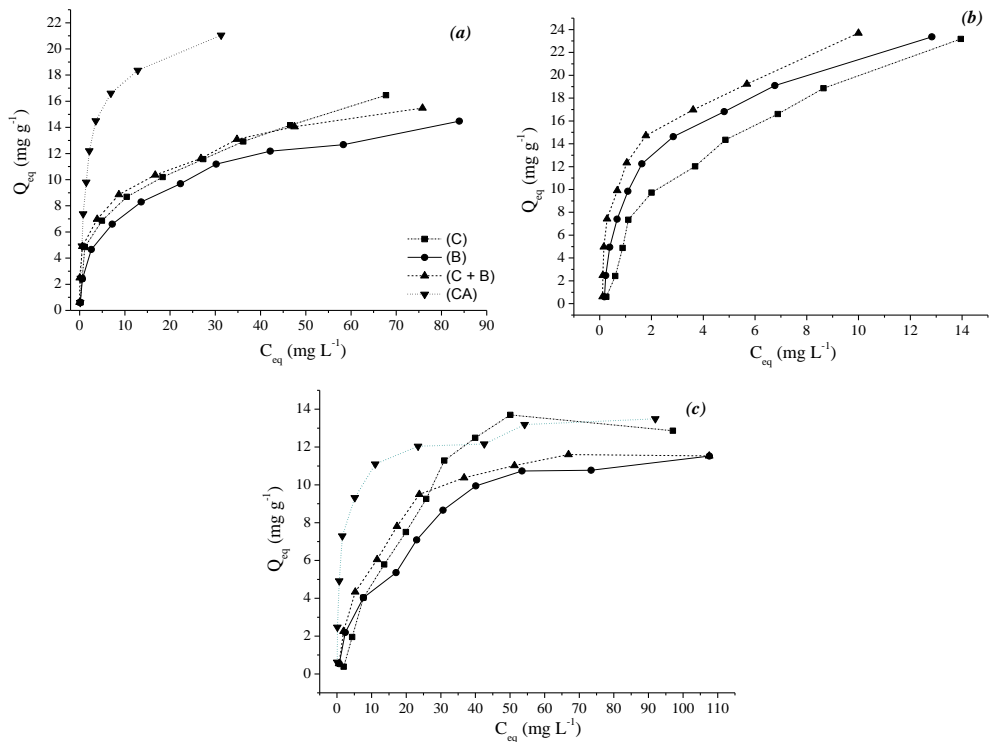 (a)
22
20
18
16
14
12
10
8
6
4
2
0
Q_eq (mg g^-1)
(C)
(B)
(C + B)
(CA)
0 10 20 30 40 50 60 70 80 90
C_eq (mg L^-1)
(b)
24
22
20
18
16
14
12
10
8
6
4
2
0
Q_eq (mg g^-1)
0 2 4 6 8 10 12 14
C_eq (mg L^-1)
(c)
14
12
10
8
6
4
2
0
Q_eq (mg g^-1)
0 10 20 30 40 50 60 70 80 90 100 110
C_eq (mg L^-1)